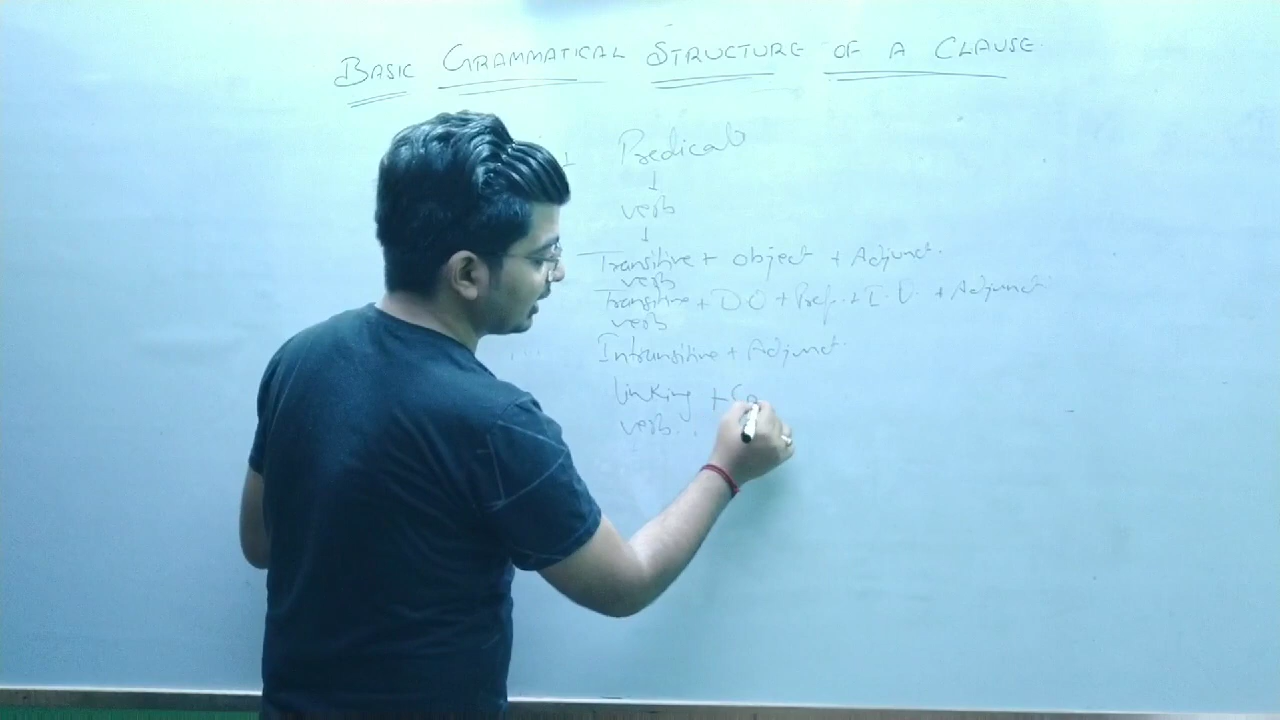 BASIC GRAMMATICAL STRUCTURE OF A CLAUSE
Predicate
verb
Transitive + object + Adjunct.
verb
Transitive + D.O + Prep. + I.O. + Adjunct
verb
Intransitive + Adjunct.
linking + Co
verb